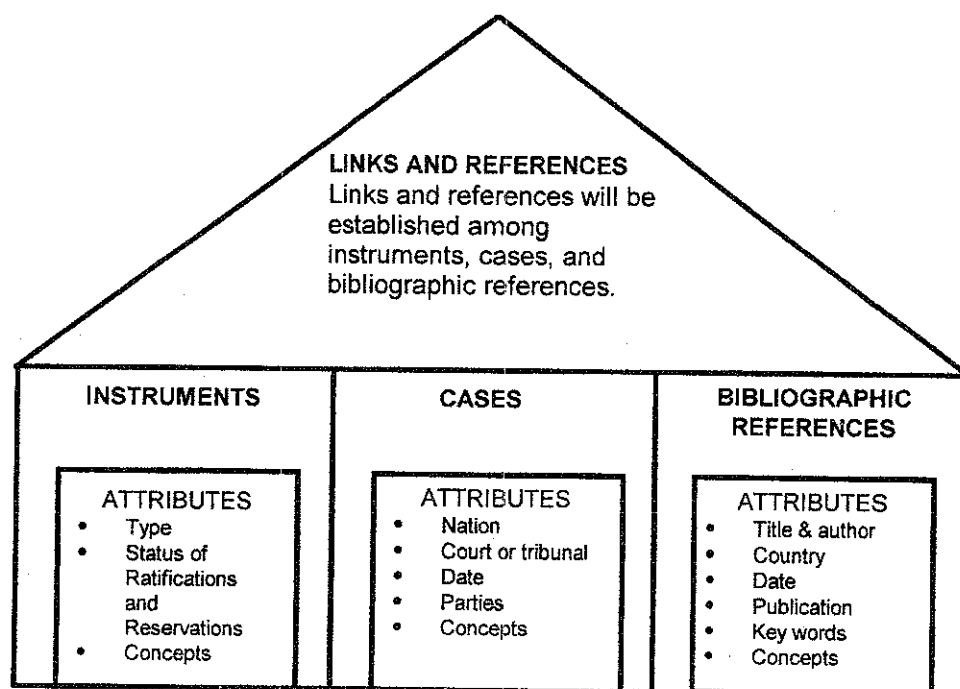 LINKS AND REFERENCES
Links and references will be
established among
instruments, cases, and
bibliographic references.
INSTRUMENTS
ATTRIBUTES
• Type
• Status of
Ratifications
and
Reservations
• Concepts
CASES
ATTRIBUTES
• Nation
• Court or tribunal
• Date
• Parties
• Concepts
BIBLIOGRAPHIC
REFERENCES
ATTRIBUTES
• Title & author
• Country
• Date
• Publication
• Key words
• Concepts